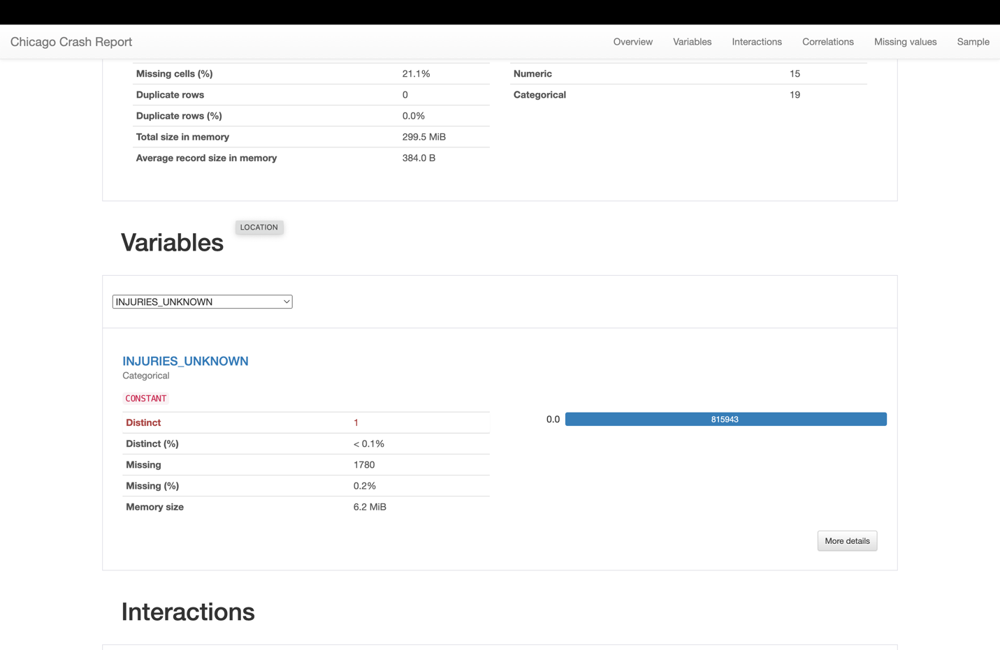 Chicago Crash Report
Overview Variables Interactions Correlations Missing values Sample
Missing cells (%) 21.1%
Duplicate rows 0
Duplicate rows (%) 0.0%
Total size in memory 299.5 MiB
Average record size in memory 384.0 B
Numeric 15
Categorical 19
LOCATION
Variables
INJURIES_UNKNOWN
INJURIES_UNKNOWN
Categorical
CONSTANT
Distinct 1
Distinct (%) < 0.1%
Missing 1780
Missing (%) 0.2%
Memory size 6.2 MiB
0.0 815943
More details
Interactions